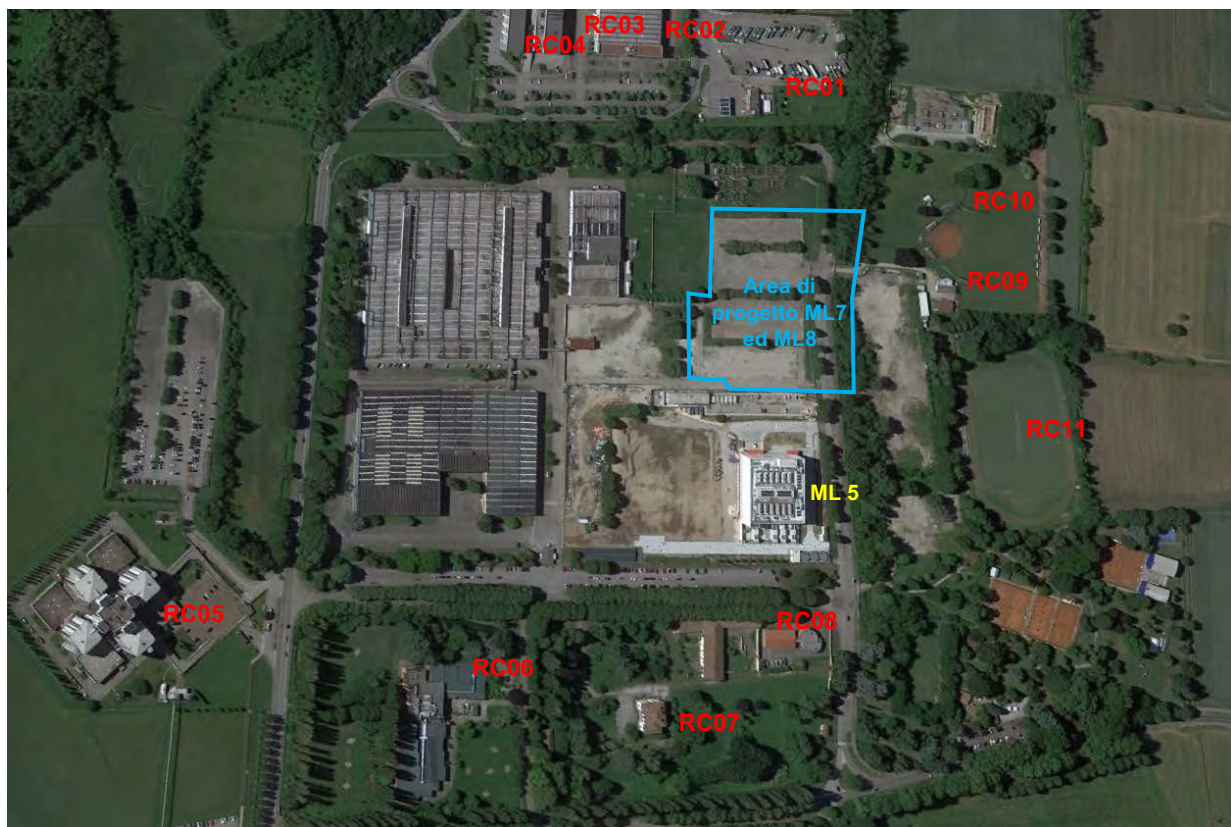 RC03
RC02
RC04
RC01
RC10
RC09
Area di
progetto ML7
ed ML8
RC11
ML 5
RC05
RC08
RC06
RC07